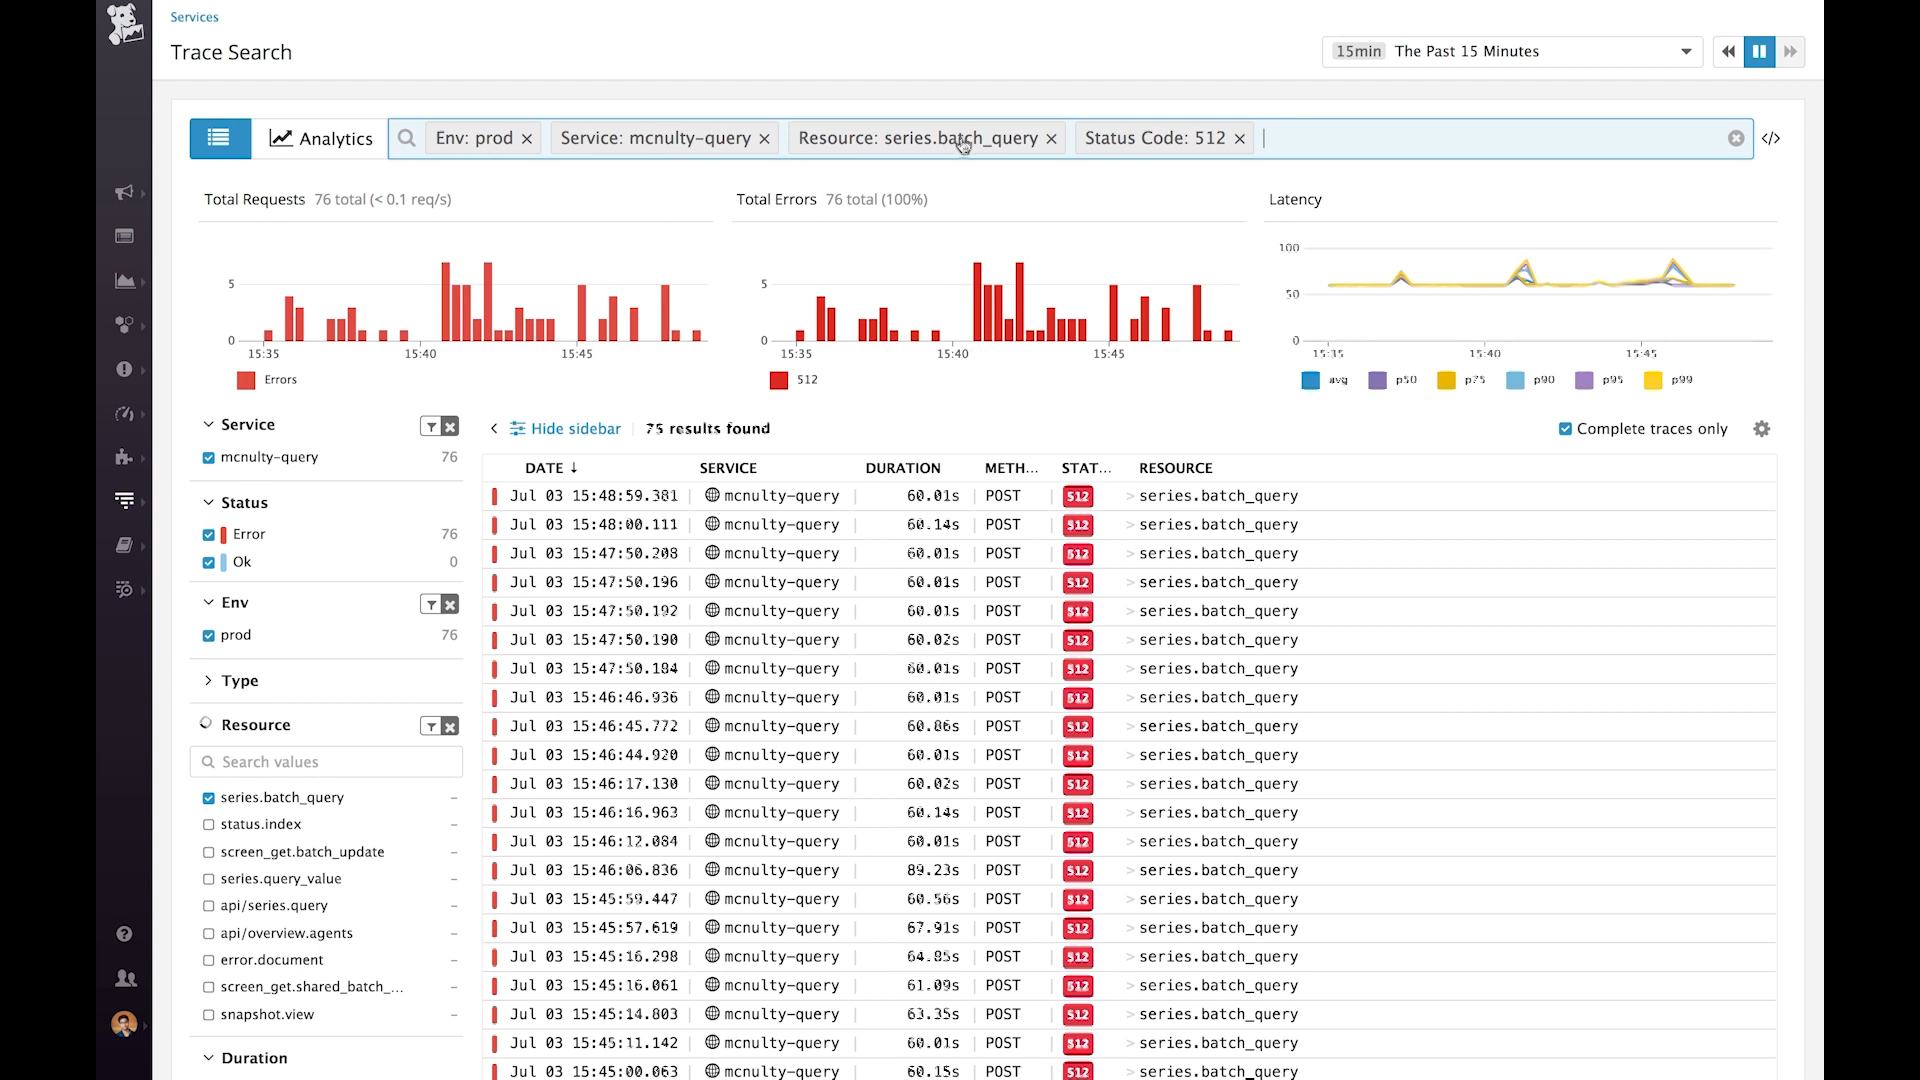 Services
Trace Search
15min The Past 15 Minutes
Analytics
Env: prod × Service: mcnulty-query × Resource: series.batch_query × Status Code: 512 ×
</>
Total Requests 76 total (< 0.1 req/s)
5
0
15:35 15:40 15:45
Errors
Total Errors 76 total (100%)
5
0
15:35 15:40 15:45
512
Latency
100
50
0
15:35 15:40 15:45
avg p50 p75 p90 p95 p99
Service
mcnulty-query 76
Status
Error 76
Ok 0
Env
prod 76
Type
Resource
Search values
series.batch_query –
status.index –
screen_get.batch_update –
series.query_value –
api/series.query –
api/overview.agents –
error.document –
screen_get.shared_batch_... –
snapshot.view –
Duration
< Hide sidebar 75 results found
Complete traces only
DATE ↓ SERVICE DURATION METH... STAT... RESOURCE
Jul 03 15:48:59.381 mcnulty-query 60.01s POST 512 > series.batch_query
Jul 03 15:48:00.111 mcnulty-query 60.14s POST 512 > series.batch_query
Jul 03 15:47:50.208 mcnulty-query 60.01s POST 512 > series.batch_query
Jul 03 15:47:50.196 mcnulty-query 60.01s POST 512 > series.batch_query
Jul 03 15:47:50.192 mcnulty-query 60.01s POST 512 > series.batch_query
Jul 03 15:47:50.190 mcnulty-query 60.02s POST 512 > series.batch_query
Jul 03 15:47:50.184 mcnulty-query 60.01s POST 512 > series.batch_query
Jul 03 15:46:46.936 mcnulty-query 60.01s POST 512 > series.batch_query
Jul 03 15:46:45.772 mcnulty-query 60.86s POST 512 > series.batch_query
Jul 03 15:46:44.920 mcnulty-query 60.01s POST 512 > series.batch_query
Jul 03 15:46:17.130 mcnulty-query 60.02s POST 512 > series.batch_query
Jul 03 15:46:16.963 mcnulty-query 60.14s POST 512 > series.batch_query
Jul 03 15:46:12.084 mcnulty-query 60.01s POST 512 > series.batch_query
Jul 03 15:46:06.836 mcnulty-query 89.23s POST 512 > series.batch_query
Jul 03 15:45:59.447 mcnulty-query 60.56s POST 512 > series.batch_query
Jul 03 15:45:57.619 mcnulty-query 67.91s POST 512 > series.batch_query
Jul 03 15:45:16.298 mcnulty-query 64.85s POST 512 > series.batch_query
Jul 03 15:45:16.061 mcnulty-query 61.09s POST 512 > series.batch_query
Jul 03 15:45:14.803 mcnulty-query 63.35s POST 512 > series.batch_query
Jul 03 15:45:11.142 mcnulty-query 60.01s POST 512 > series.batch_query
Jul 03 15:45:00.063 mcnulty-query 60.15s POST 512 > series.batch_query